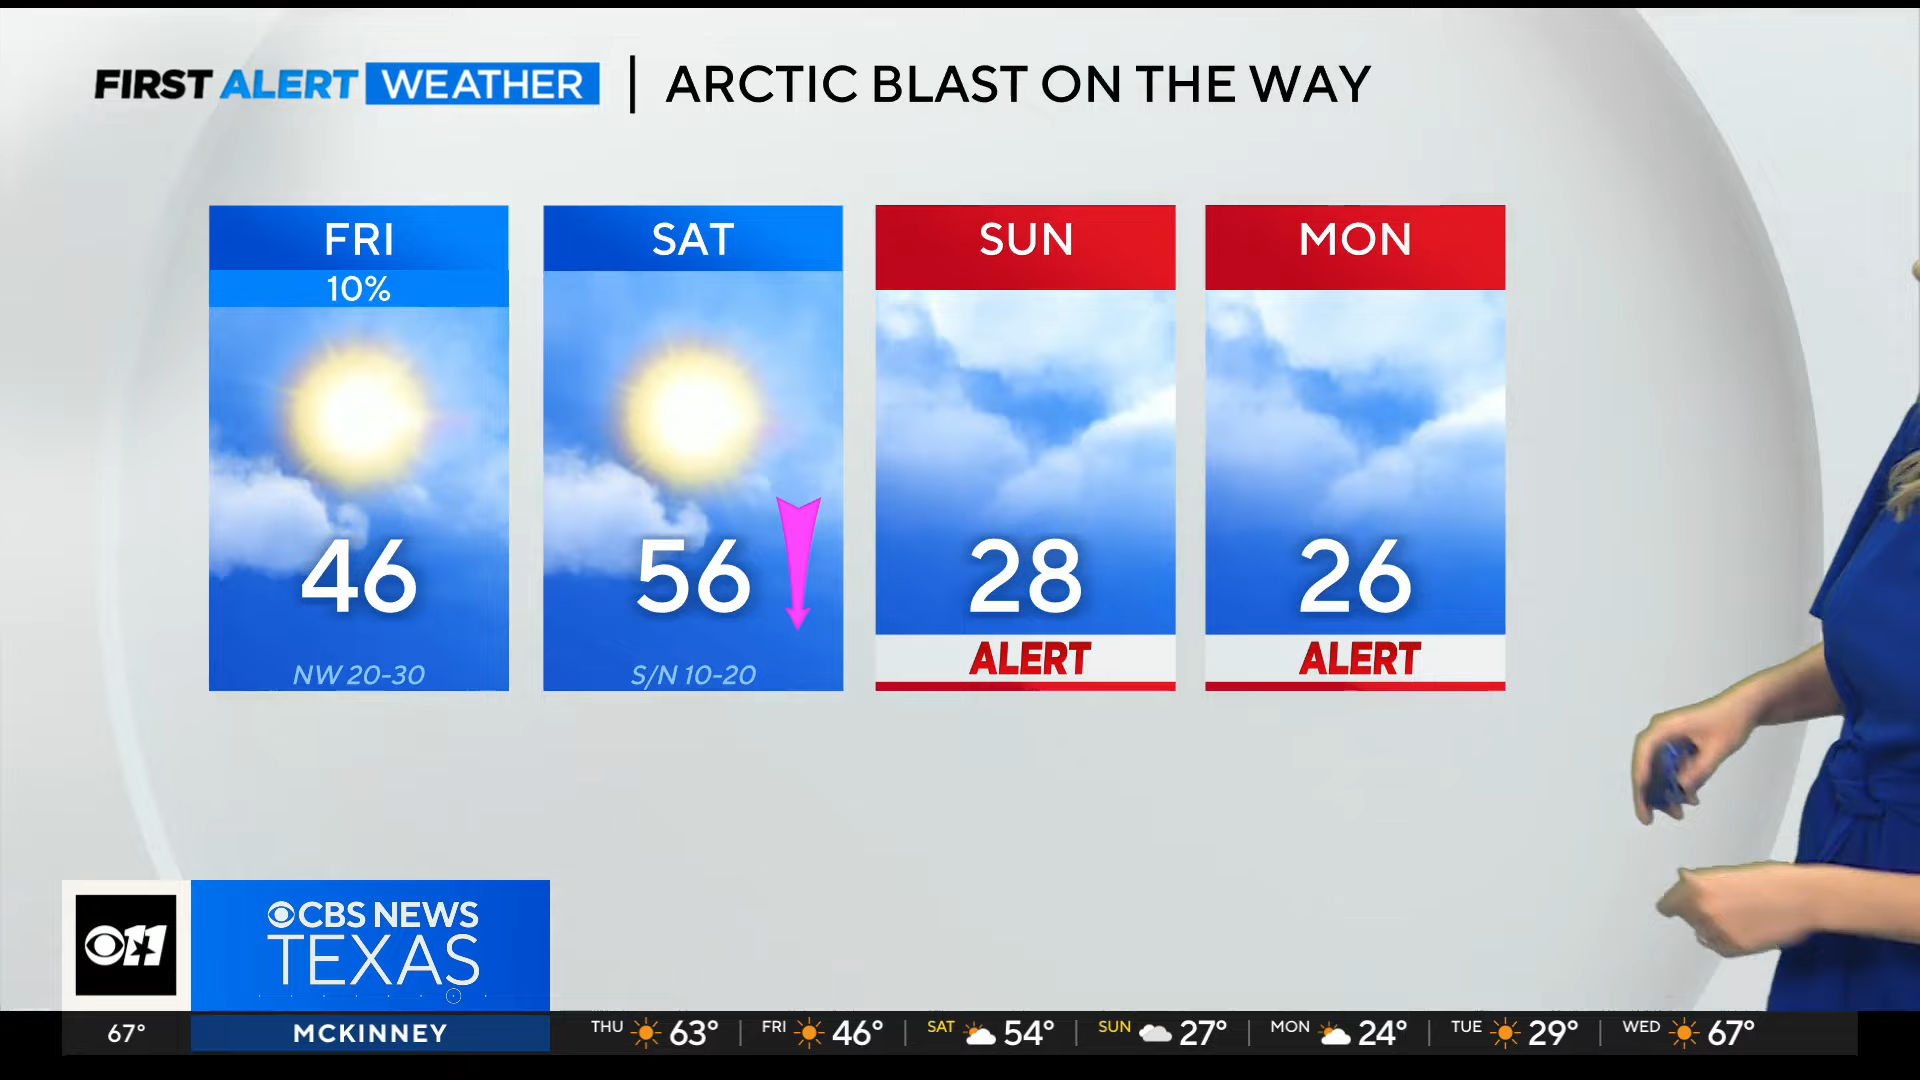 FIRST ALERT WEATHER | ARCTIC BLAST ON THE WAY
FRI
10%
46
NW 20-30
SAT
56
S/N 10-20
SUN
28
ALERT
MON
26
ALERT
11
CBS NEWS
TEXAS
67° MCKINNEY THU 63° | FRI 46° | SAT 54° | SUN 27° | MON 24° | TUE 29° | WED 67°